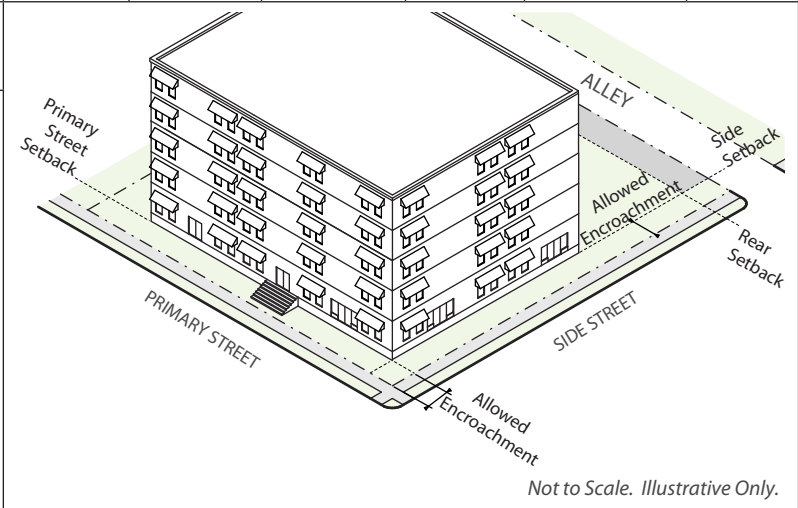 ALLEY
Primary
Street
Setback
Side
Setback
Allowed
Encroachment
Rear
Setback
PRIMARY STREET
SIDE STREET
Allowed
Encroachment
Not to Scale. Illustrative Only.